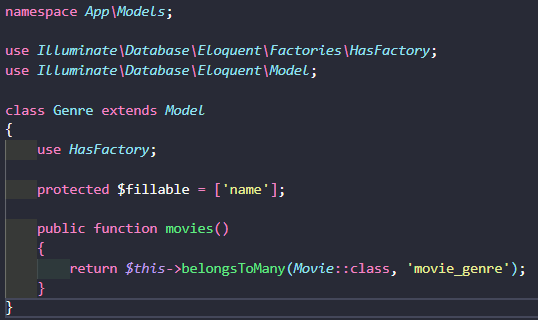 namespace App\Models;
use Illuminate\Database\Eloquent\Factories\HasFactory;
use Illuminate\Database\Eloquent\Model;
class Genre extends Model
{
use HasFactory;
protected $fillable = ['name'];
public function movies()
{
return $this->belongsToMany(Movie::class, 'movie_genre');
}
}